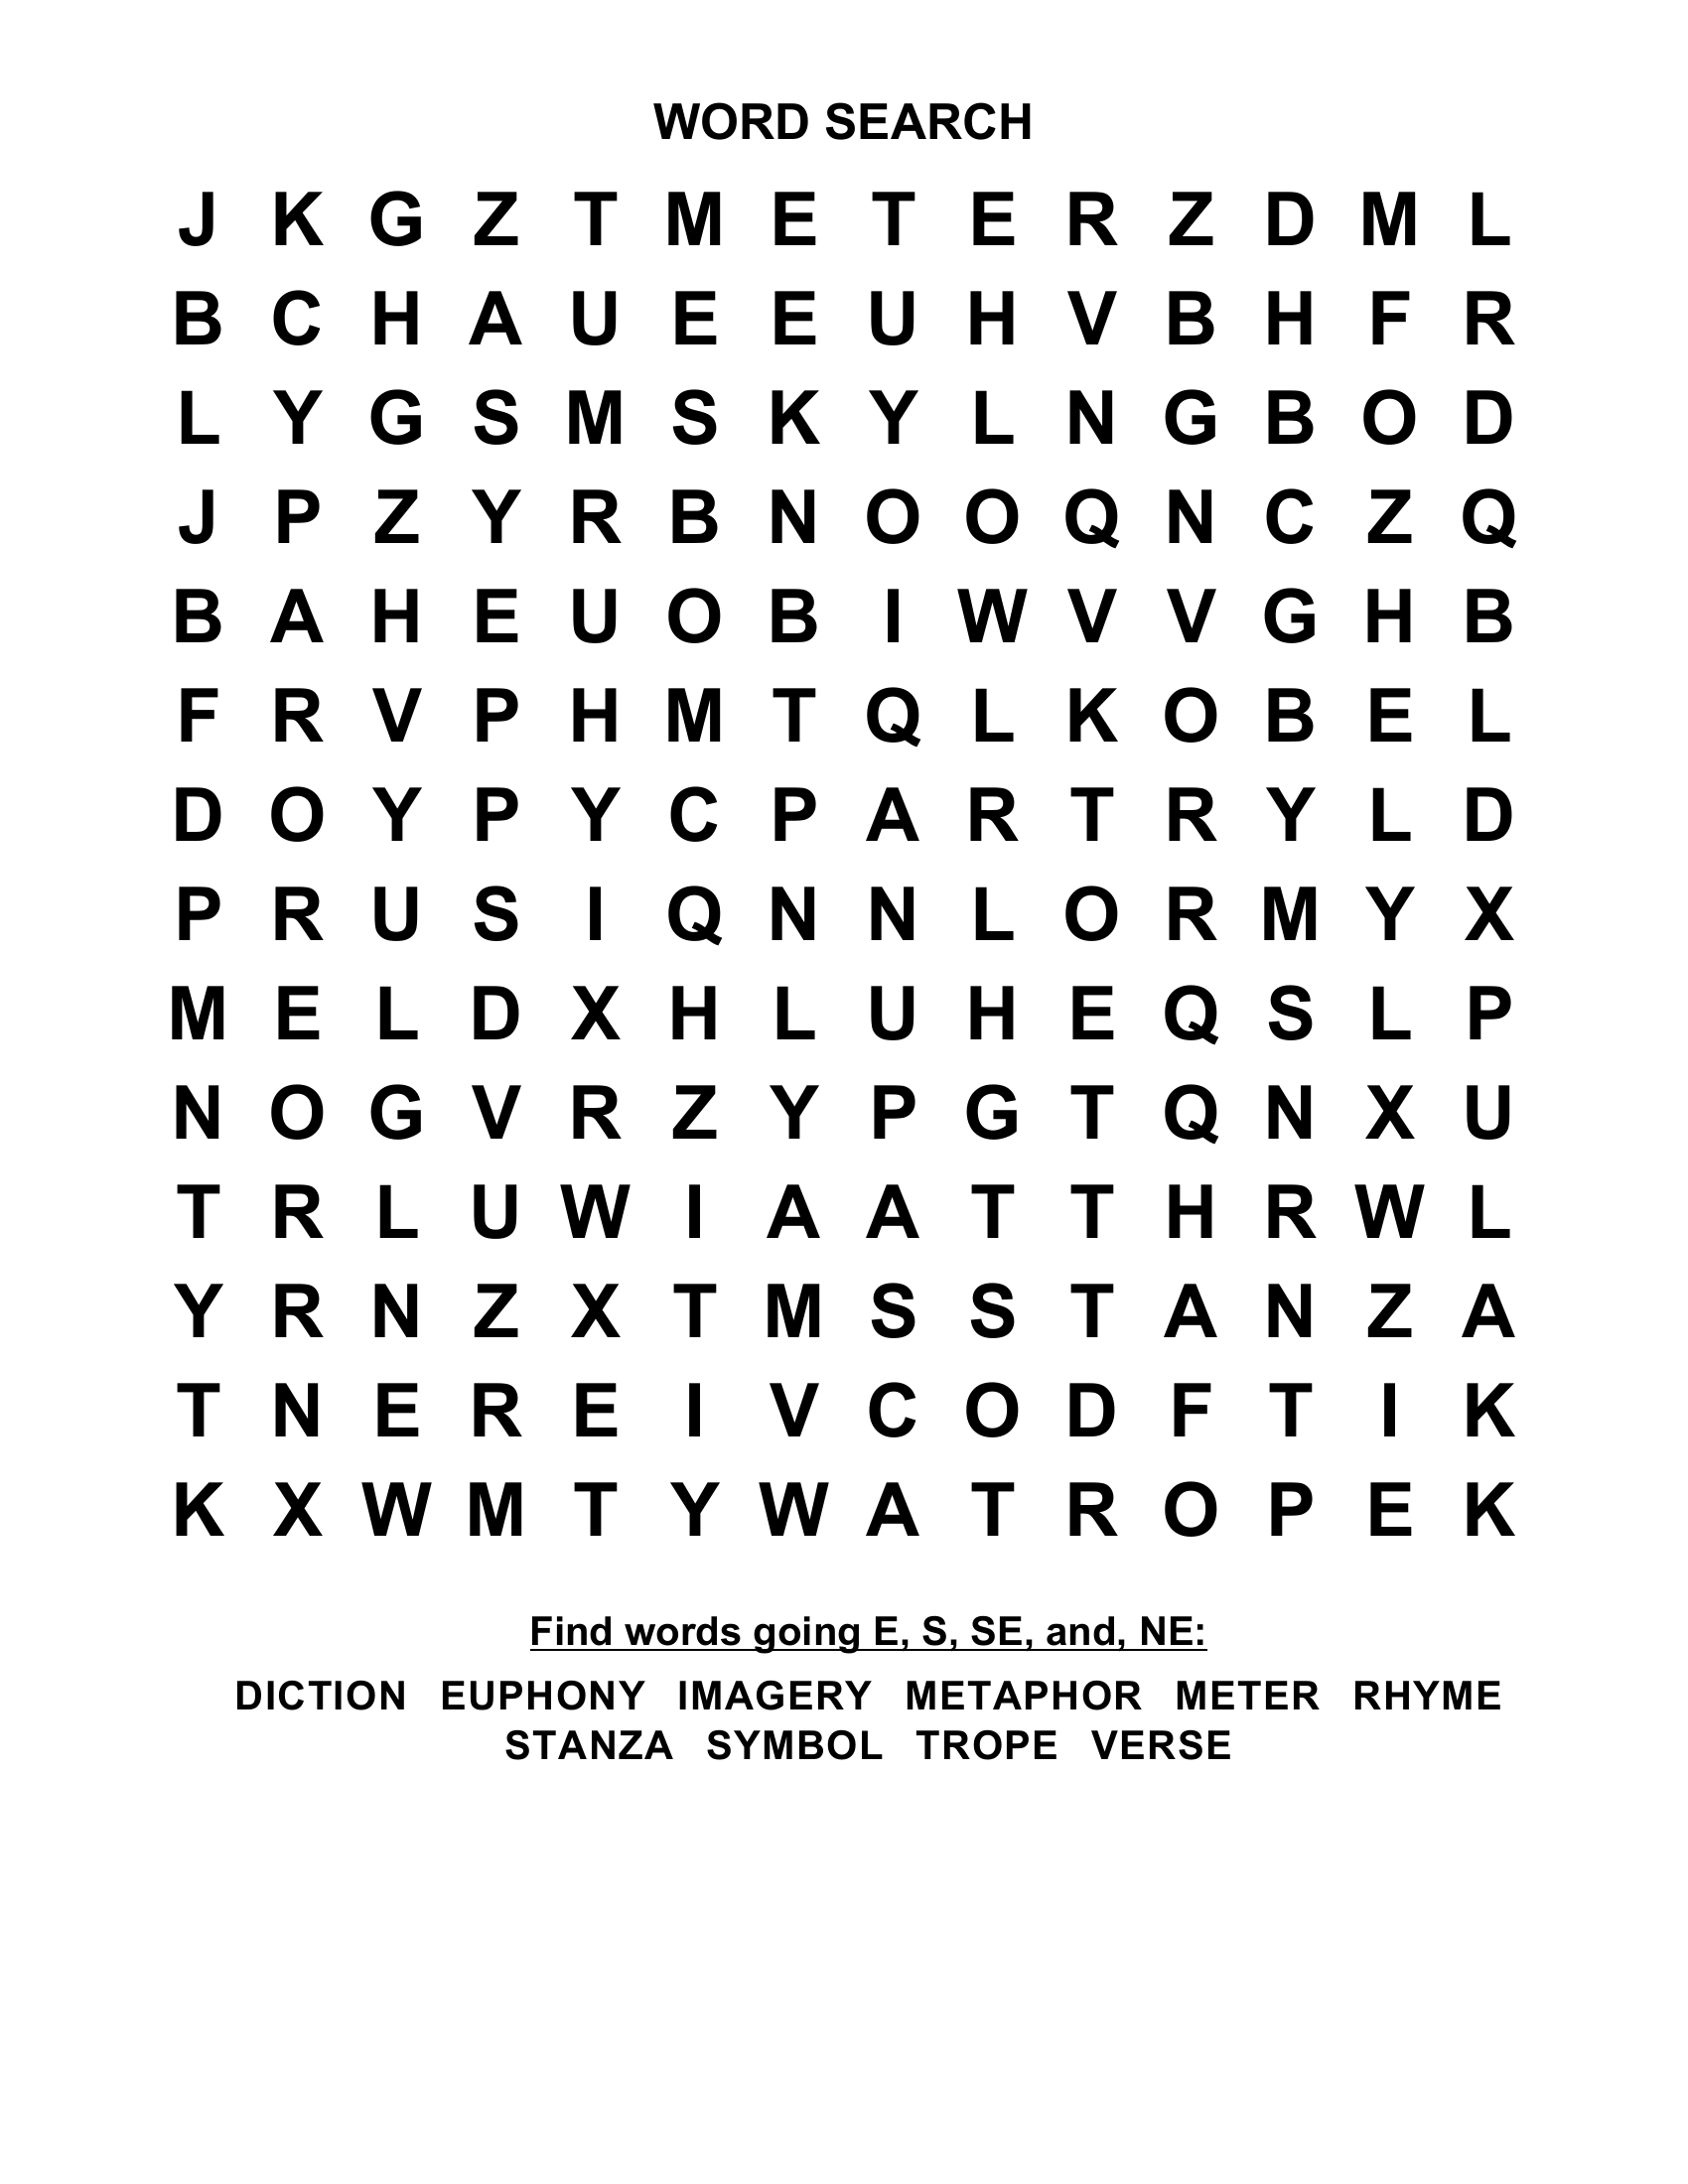 WORD SEARCH
J K G Z T M E T E R Z D M L
B C H A U E E U H V B H F R
L Y G S M S K Y L N G B O D
J P Z Y R B N O O Q N C Z Q
B A H E U O B I W V V G H B
F R V P H M T Q L K O B E L
D O Y P Y C P A R T R Y L D
P R U S I Q N N L O R M Y X
M E L D X H L U H E Q S L P
N O G V R Z Y P G T Q N X U
T R L U W I A A T T H R W L
Y R N Z X T M S S T A N Z A
T N E R E I V C O D F T I K
K X W M T Y W A T R O P E K
Find words going E, S, SE, and, NE:
DICTION EUPHONY IMAGERY METAPHOR METER RHYME
STANZA SYMBOL TROPE VERSE